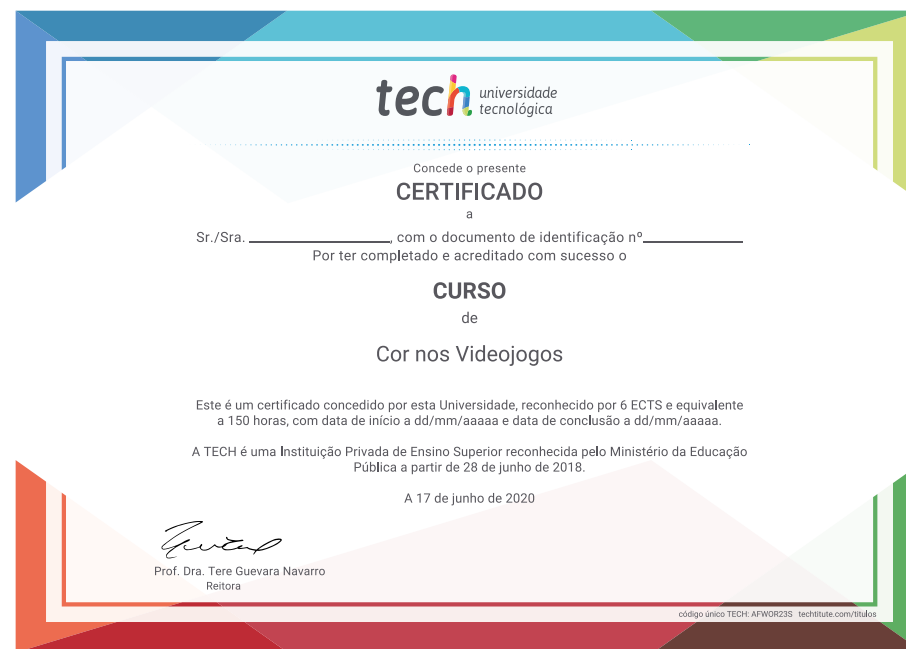 tech universidade
tecnológica
Concede o presente
CERTIFICADO
a
Sr./Sra. ____________________, com o documento de identificação nº______________
Por ter completado e acreditado com sucesso o
CURSO
de
Cor nos Videojogos
Este é um certificado concedido por esta Universidade, reconhecido por 6 ECTS e equivalente
a 150 horas, com data de início a dd/mm/aaaaa e data de conclusão a dd/mm/aaaaa.
A TECH é uma Instituição Privada de Ensino Superior reconhecida pelo Ministério da Educação
Pública a partir de 28 de junho de 2018.
A 17 de junho de 2020
Prof. Dra. Tere Guevara Navarro
Reitora
código único TECH: AFWOR23S techtitute.com/titulos